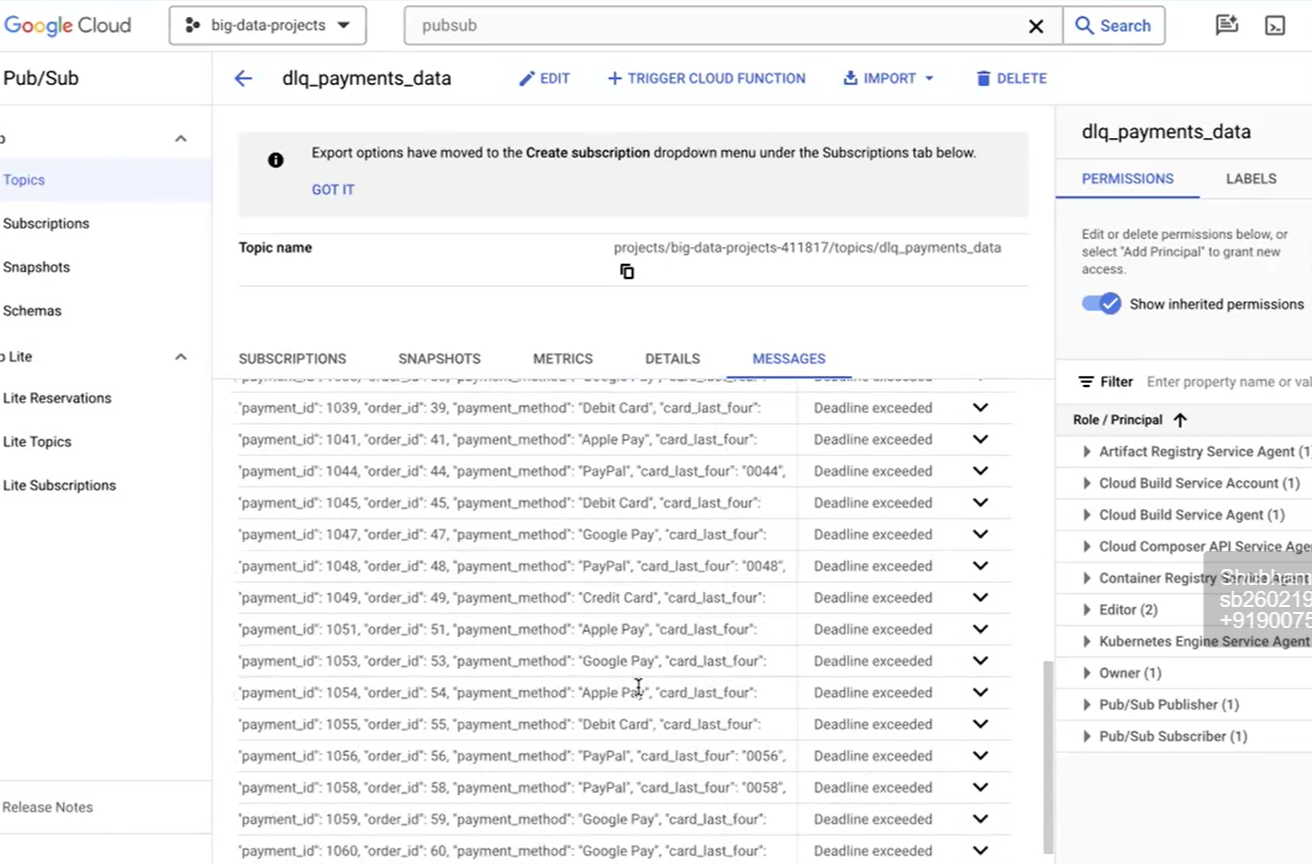 Google Cloud
big-data-projects
pubsub
Search
Pub/Sub
dlq_payments_data
EDIT
+ TRIGGER CLOUD FUNCTION
IMPORT
DELETE
Topics
Subscriptions
Snapshots
Schemas
b Lite
Lite Reservations
Lite Topics
Lite Subscriptions
Release Notes
Export options have moved to the Create subscription dropdown menu under the Subscriptions tab below.
GOT IT
Topic name
projects/big-data-projects-411817/topics/dlq_payments_data
SUBSCRIPTIONS
SNAPSHOTS
METRICS
DETAILS
MESSAGES
"payment_id": 1039, "order_id": 39, "payment_method": "Debit Card", "card_last_four": Deadline exceeded
"payment_id": 1041, "order_id": 41, "payment_method": "Apple Pay", "card_last_four": Deadline exceeded
"payment_id": 1044, "order_id": 44, "payment_method": "PayPal", "card_last_four": "0044", Deadline exceeded
"payment_id": 1045, "order_id": 45, "payment_method": "Debit Card", "card_last_four": Deadline exceeded
"payment_id": 1047, "order_id": 47, "payment_method": "Google Pay", "card_last_four": Deadline exceeded
"payment_id": 1048, "order_id": 48, "payment_method": "PayPal", "card_last_four": "0048", Deadline exceeded
"payment_id": 1049, "order_id": 49, "payment_method": "Credit Card", "card_last_four": Deadline exceeded
"payment_id": 1051, "order_id": 51, "payment_method": "Apple Pay", "card_last_four": Deadline exceeded
"payment_id": 1053, "order_id": 53, "payment_method": "Google Pay", "card_last_four": Deadline exceeded
"payment_id": 1054, "order_id": 54, "payment_method": "Apple Pay", "card_last_four": Deadline exceeded
"payment_id": 1055, "order_id": 55, "payment_method": "Debit Card", "card_last_four": Deadline exceeded
"payment_id": 1056, "order_id": 56, "payment_method": "PayPal", "card_last_four": "0056", Deadline exceeded
"payment_id": 1058, "order_id": 58, "payment_method": "PayPal", "card_last_four": "0058", Deadline exceeded
"payment_id": 1059, "order_id": 59, "payment_method": "Google Pay", "card_last_four": Deadline exceeded
"payment_id": 1060, "order_id": 60, "payment_method": "Google Pay", "card_last_four": Deadline exceeded
dlq_payments_data
PERMISSIONS
LABELS
Edit or delete permissions below, or
select "Add Principal" to grant new
access.
Show inherited permissions
Filter Enter property name or val
Role / Principal
Artifact Registry Service Agent (1
Cloud Build Service Account (1)
Cloud Build Service Agent (1)
Cloud Composer API Service Age
Container Registry Service Agent
Editor (2)
Kubernetes Engine Service Agent
Owner (1)
Pub/Sub Publisher (1)
Pub/Sub Subscriber (1)
Shubham
sb260219
+9190075